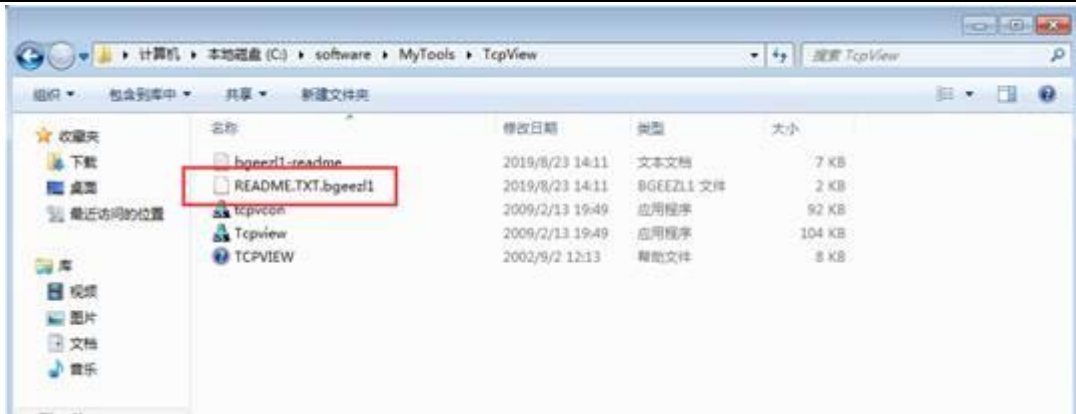 计算机 ▸ 本地磁盘 (C:) ▸ software ▸ MyTools ▸ TcpView 搜索 TcpView
组织 包含到库中 共享 新建文件夹
名称 修改日期 类型 大小
收藏夹
下载
桌面
最近访问的位置
库
视频
图片
文档
音乐
bgeezl1-readme 2019/8/23 14:11 文本文档 7 KB
README.TXT.bgeezl1 2019/8/23 14:11 BGEEZL1 文件 2 KB
tcpvcon 2009/2/13 19:49 应用程序 92 KB
Tcpview 2009/2/13 19:49 应用程序 104 KB
TCPVIEW 2002/9/2 12:13 帮助文件 8 KB